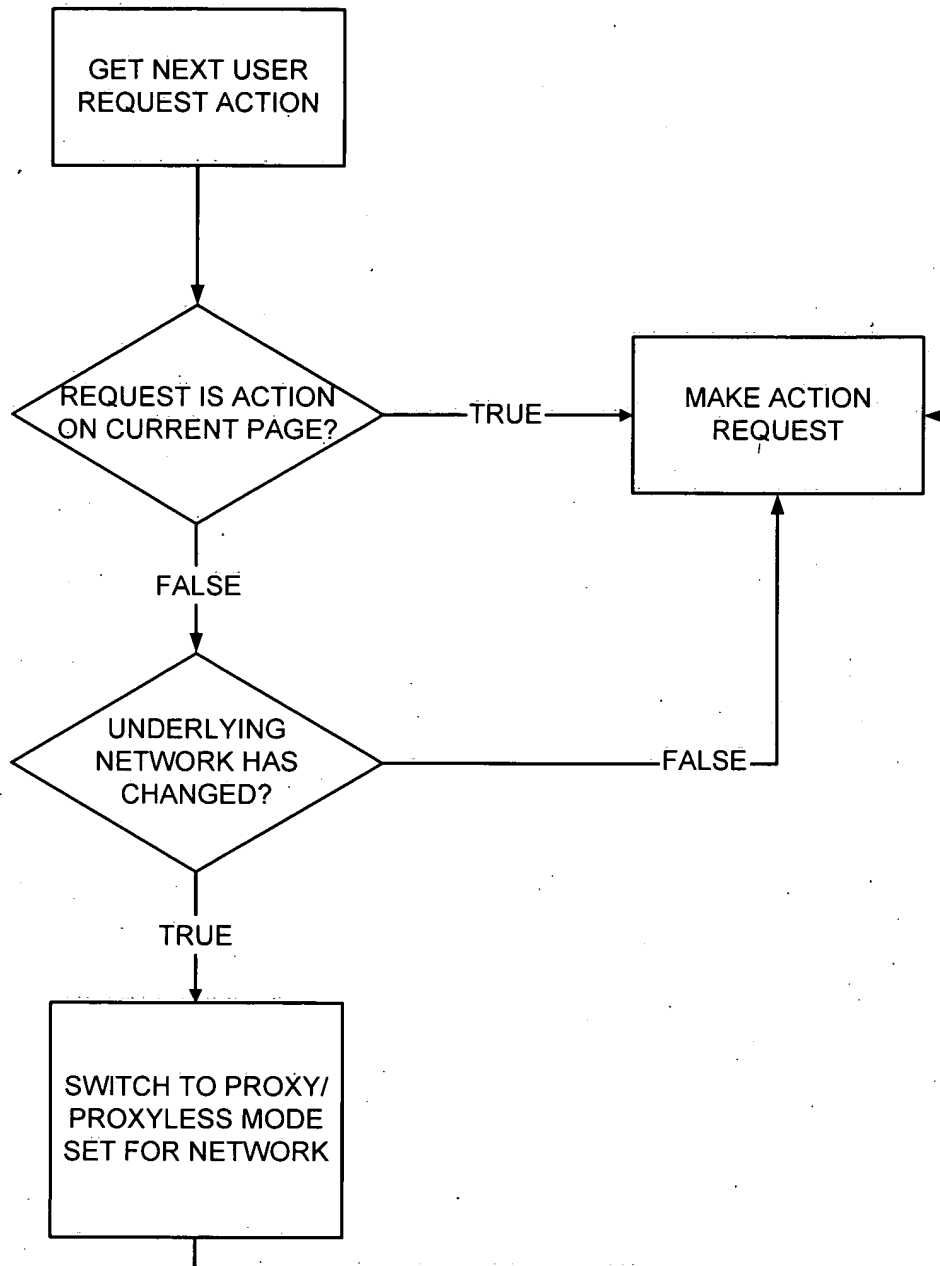 GET NEXT USER
REQUEST ACTION
REQUEST IS ACTION
ON CURRENT PAGE?
TRUE
MAKE ACTION
REQUEST
FALSE
UNDERLYING
NETWORK HAS
CHANGED?
FALSE
TRUE
SWITCH TO PROXY/
PROXYLESS MODE
SET FOR NETWORK